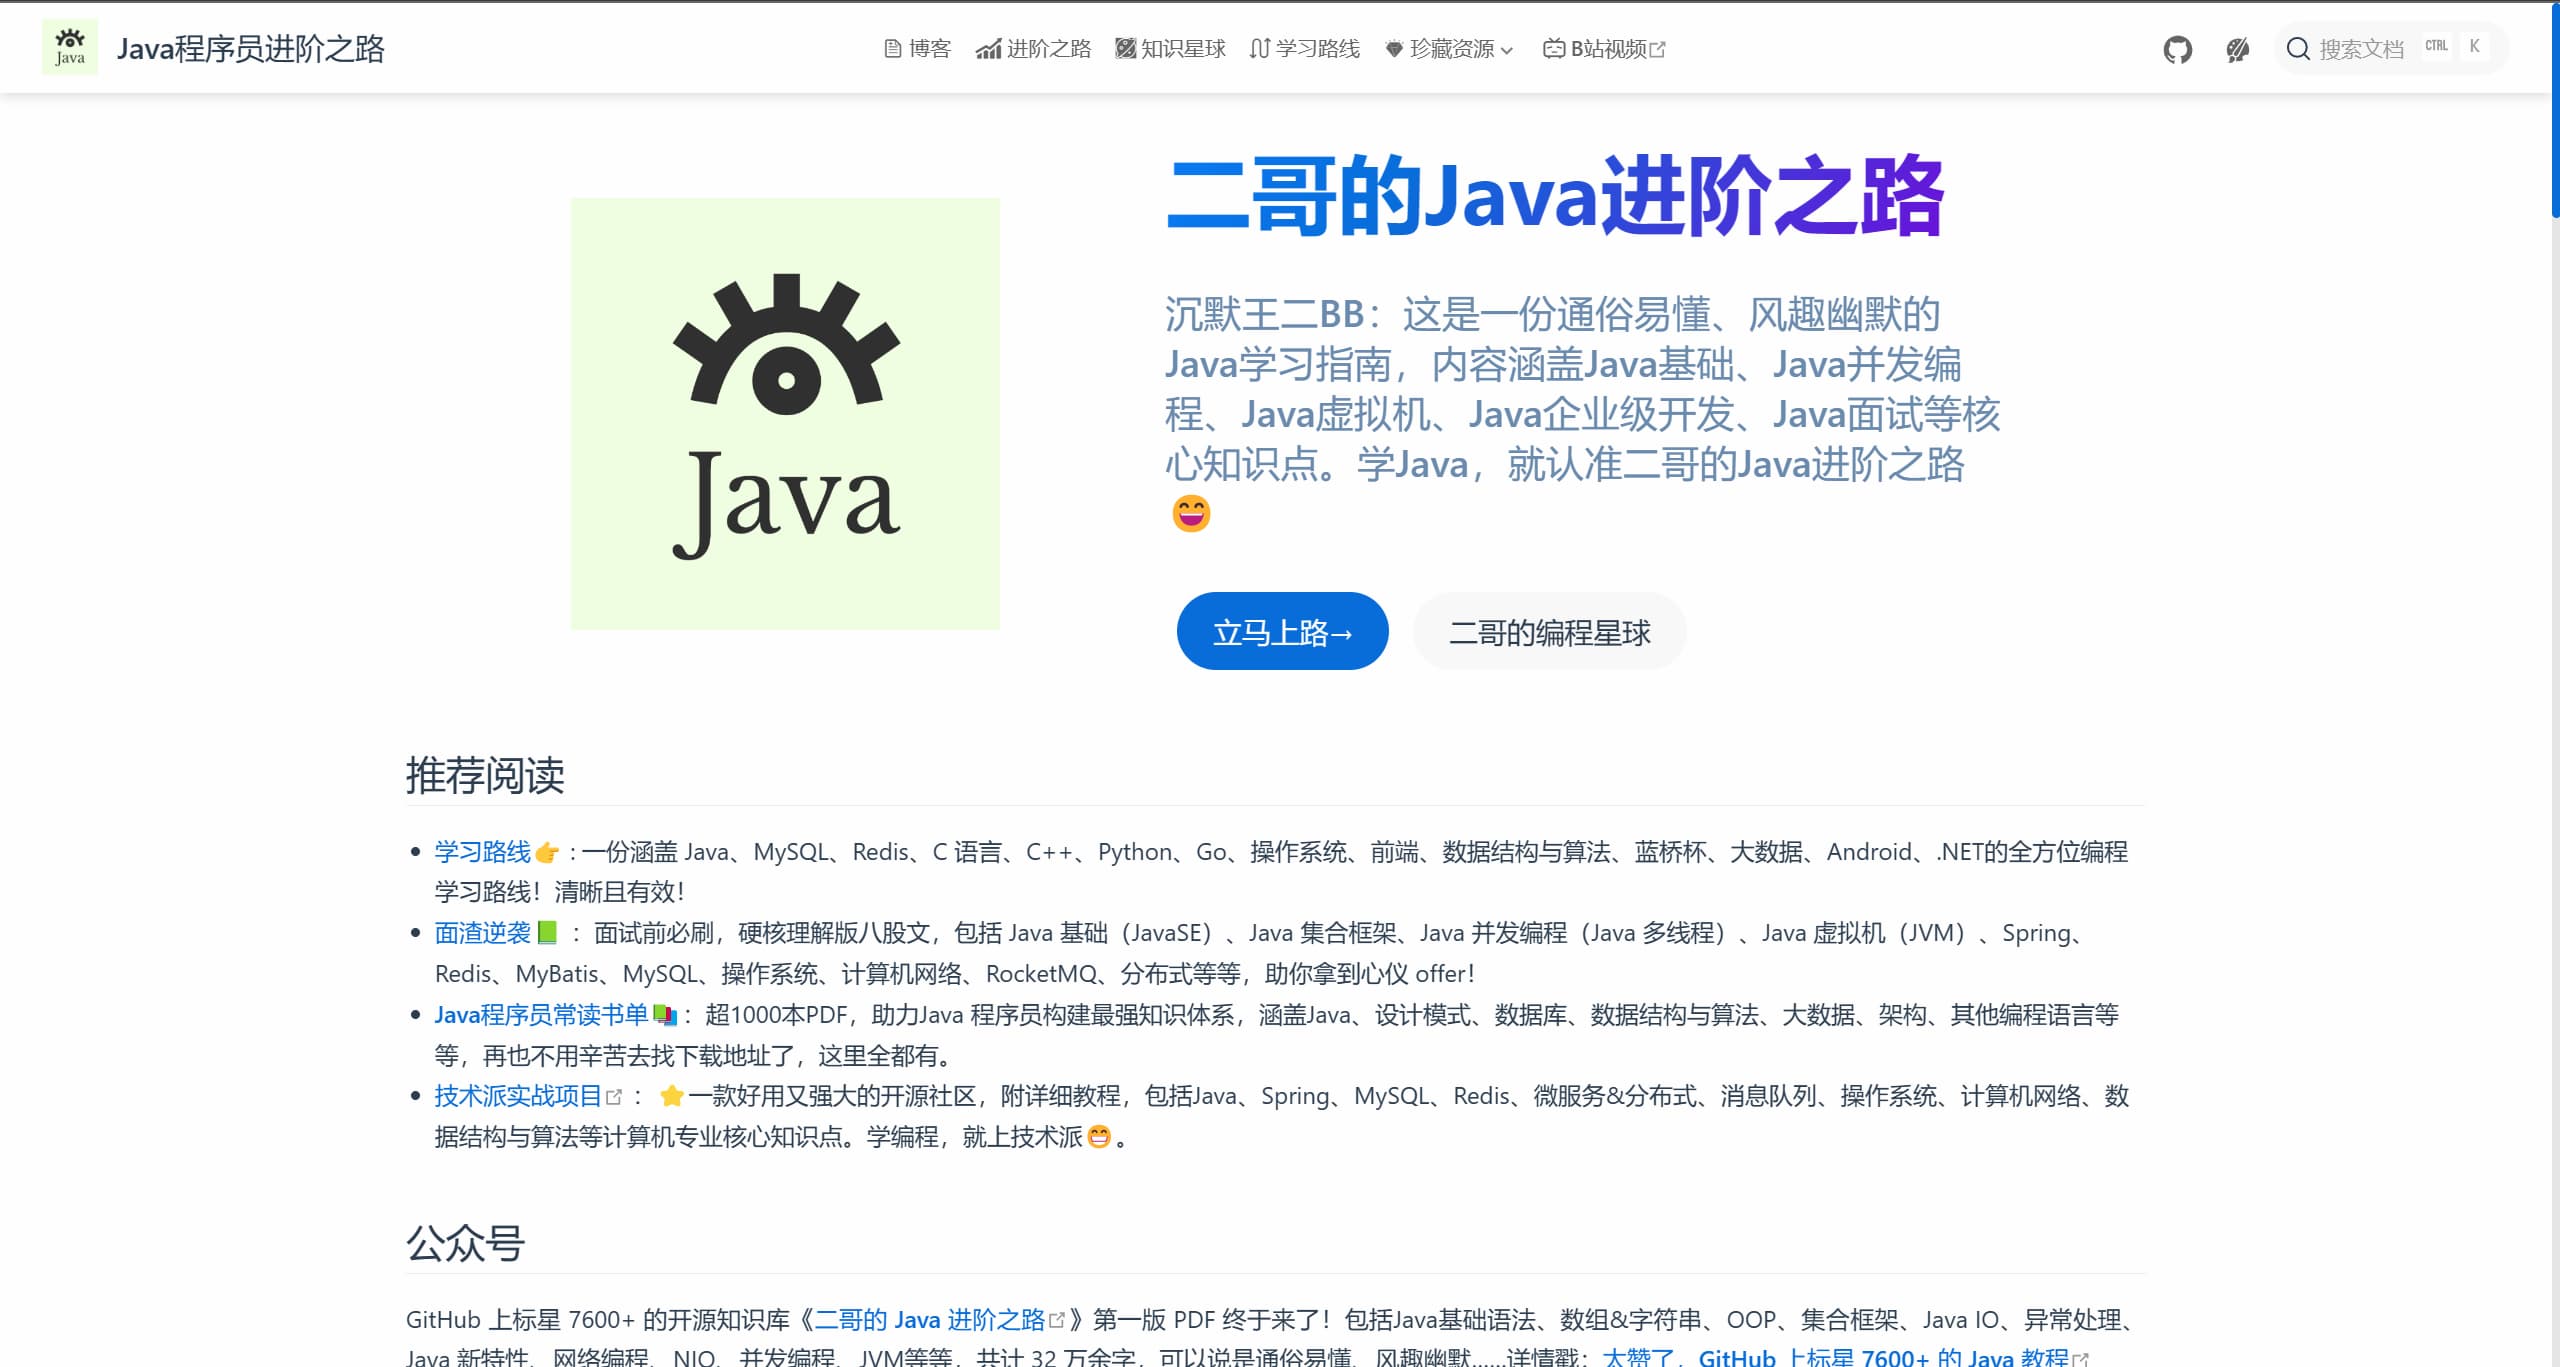 Java
Java程序员进阶之路
博客 进阶之路 知识星球 学习路线 珍藏资源 B站视频
搜索文档 CTRL K
二哥的Java进阶之路
Java
沉默王二BB：这是一份通俗易懂、风趣幽默的
Java学习指南，内容涵盖Java基础、Java并发编
程、Java虚拟机、Java企业级开发、Java面试等核
心知识点。学Java，就认准二哥的Java进阶之路
😄
立马上路→ 二哥的编程星球
推荐阅读
学习路线👉 : 一份涵盖 Java、MySQL、Redis、C 语言、C++、Python、Go、操作系统、前端、数据结构与算法、蓝桥杯、大数据、Android、.NET的全方位编程
学习路线！清晰且有效！
面渣逆袭📗 ：面试前必刷，硬核理解版八股文，包括 Java 基础（JavaSE）、Java 集合框架、Java 并发编程（Java 多线程）、Java 虚拟机（JVM）、Spring、
Redis、MyBatis、MySQL、操作系统、计算机网络、RocketMQ、分布式等等，助你拿到心仪 offer！
Java程序员常读书单📚：超1000本PDF，助力Java 程序员构建最强知识体系，涵盖Java、设计模式、数据库、数据结构与算法、大数据、架构、其他编程语言等
等，再也不用辛苦去找下载地址了，这里全都有。
技术派实战项目 ：⭐一款好用又强大的开源社区，附详细教程，包括Java、Spring、MySQL、Redis、微服务&分布式、消息队列、操作系统、计算机网络、数
据结构与算法等计算机专业核心知识点。学编程，就上技术派😁。
公众号
GitHub 上标星 7600+ 的开源知识库《二哥的 Java 进阶之路》第一版 PDF 终于来了！包括Java基础语法、数组&字符串、OOP、集合框架、Java IO、异常处理、
Java 新特性、网络编程、NIO、并发编程、JVM等等，共计 32 万余字，可以说是通俗易懂、风趣幽默……详情戳：太赞了，GitHub 上标星 7600+ 的 Java 教程